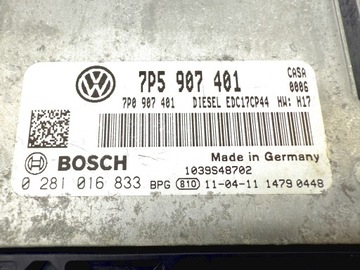 7P5 907 401 CASA
0006
7P0 907 401 DIESEL EDC17CP44 HW: H17
BOSCH Made in Germany
1039S48702
0 281 016 833 BPG 810 11-04-11 1479 0448